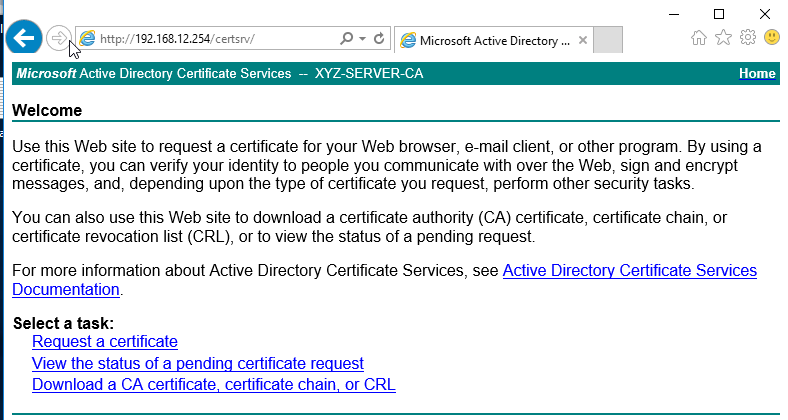 http://192.168.12.254/certsrv/
Microsoft Active Directory ...
Microsoft Active Directory Certificate Services -- XYZ-SERVER-CA
Home
Welcome
Use this Web site to request a certificate for your Web browser, e-mail client, or other program. By using a
certificate, you can verify your identity to people you communicate with over the Web, sign and encrypt
messages, and, depending upon the type of certificate you request, perform other security tasks.
You can also use this Web site to download a certificate authority (CA) certificate, certificate chain, or
certificate revocation list (CRL), or to view the status of a pending request.
For more information about Active Directory Certificate Services, see Active Directory Certificate Services
Documentation.
Select a task:
Request a certificate
View the status of a pending certificate request
Download a CA certificate, certificate chain, or CRL